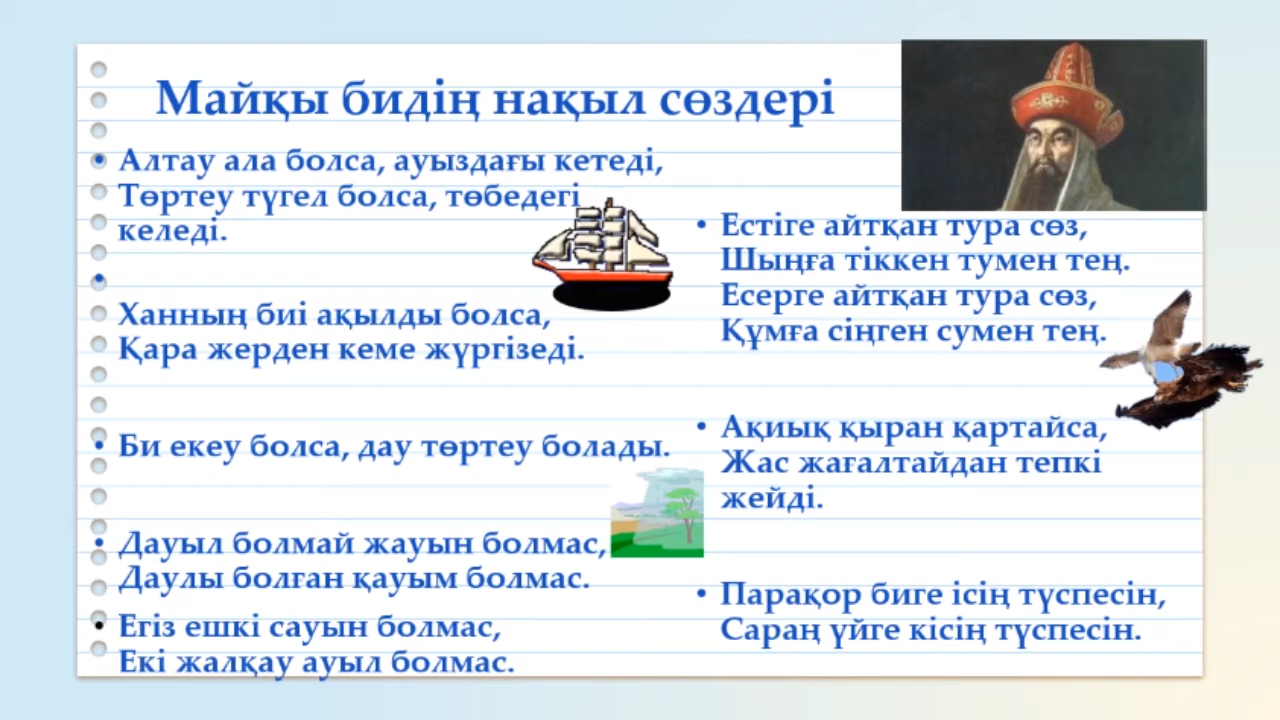 Майқы бидің нақыл сөздері
• Алтау ала болса, ауыздағы кетеді,
Төртеу түгел болса, төбедегі
келеді.
•
Ханның биі ақылды болса,
Қара жерден кеме жүргізеді.
• Би екеу болса, дау төртеу болады.
• Дауыл болмай жауын болмас,
Даулы болған қауым болмас.
• Егіз ешкі сауын болмас,
Екі жалқау ауыл болмас.
• Естіге айтқан тура сөз,
Шыңға тіккен тумен тең.
Есерге айтқан тура сөз,
Құмға сіңген сумен тең.
• Ақиық қыран қартайса,
Жас жағалтайдан тепкі
жейді.
• Парақор биге ісің түспесін,
Сараң үйге кісің түспесін.